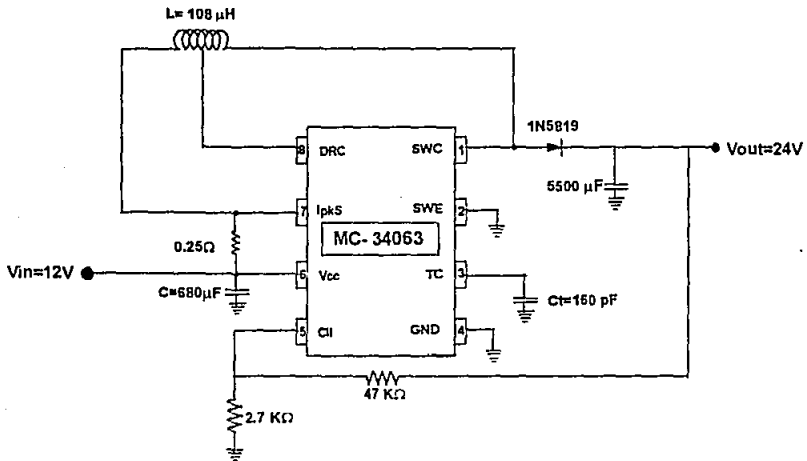 L= 108 µH
1N5819
8 DRC SWC 1
Vout=24V
5500 µF
7 IpkS SWE 2
0.25Ω
MC- 34063
Vin=12V
6 Vcc TC 3
C=680µF
Ct=150 pF
5 CII GND 4
47 KΩ
2.7 KΩ